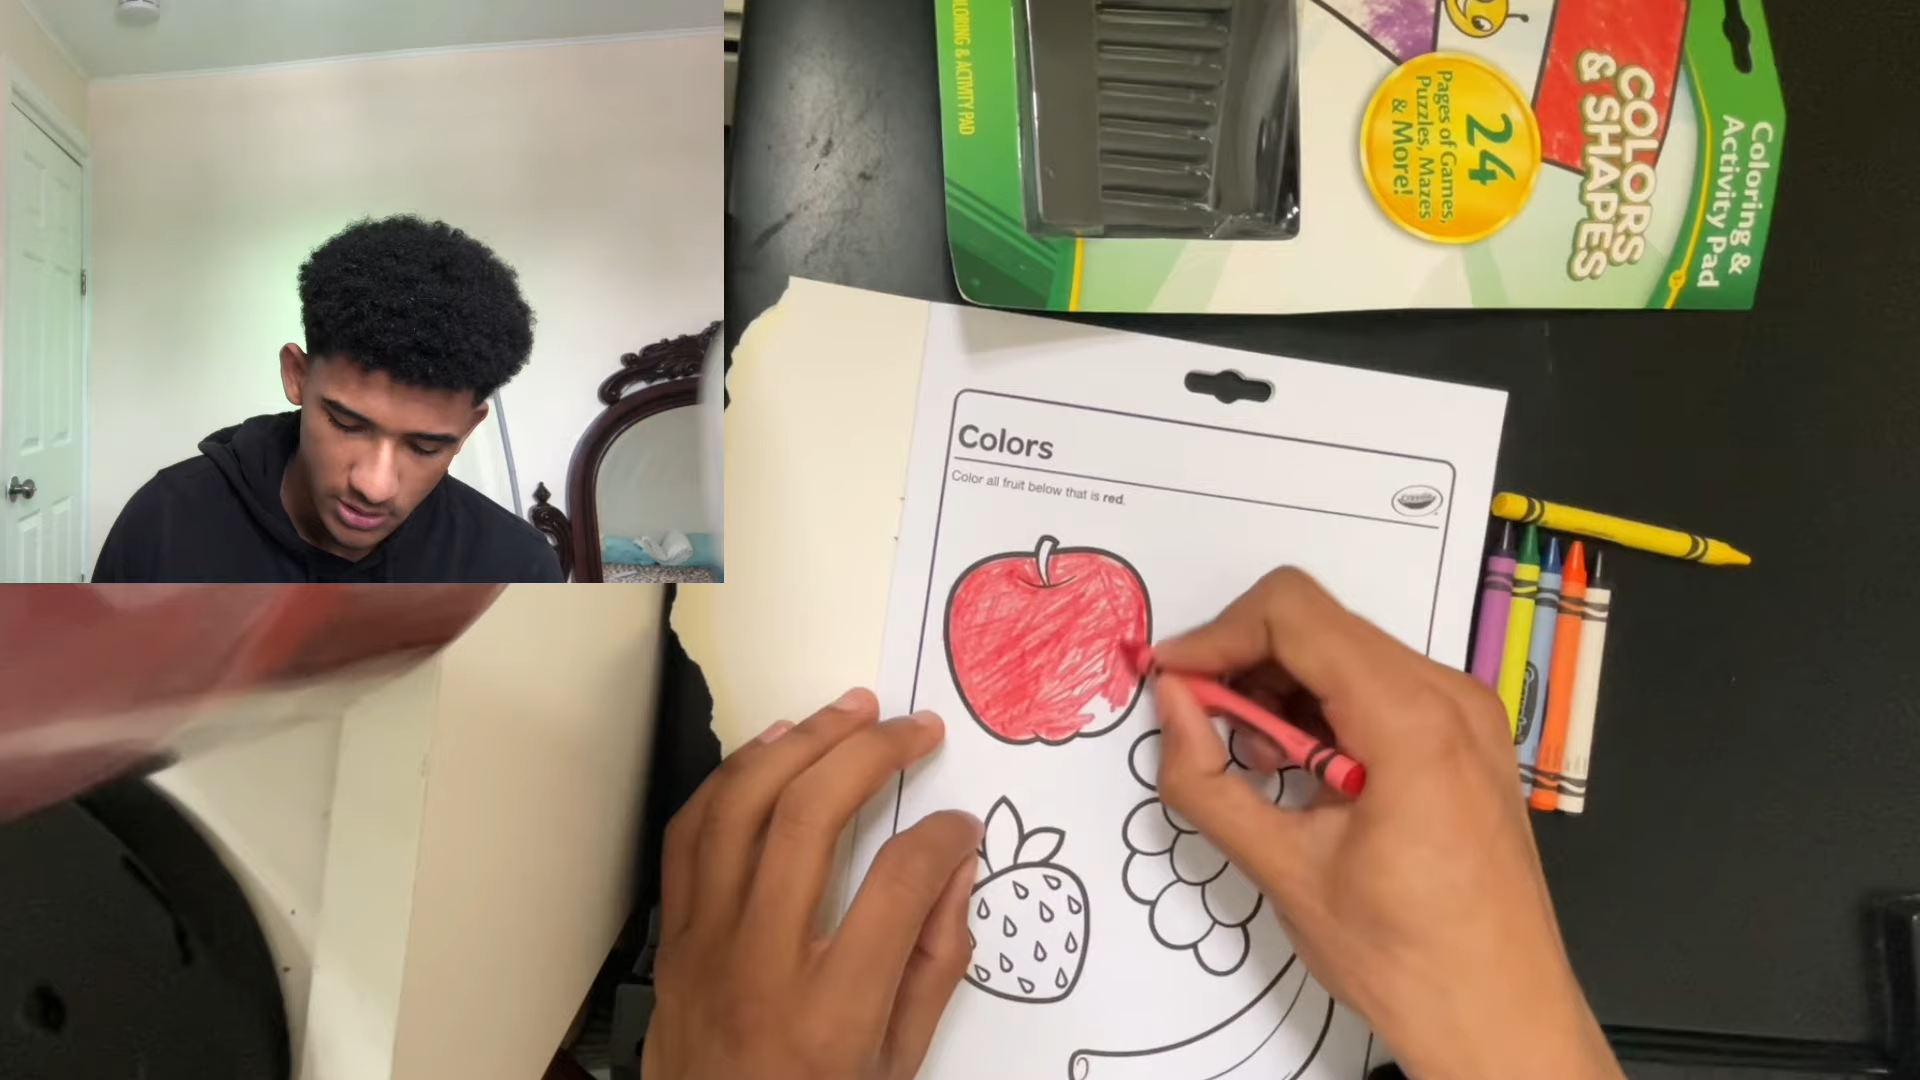 COLORING & ACTIVITY PAD
24
Pages of Games,
Puzzles, Mazes
& More!
COLORS
& SHAPES
Coloring &
Activity Pad
Colors
Color all fruit below that is red.
Crayola